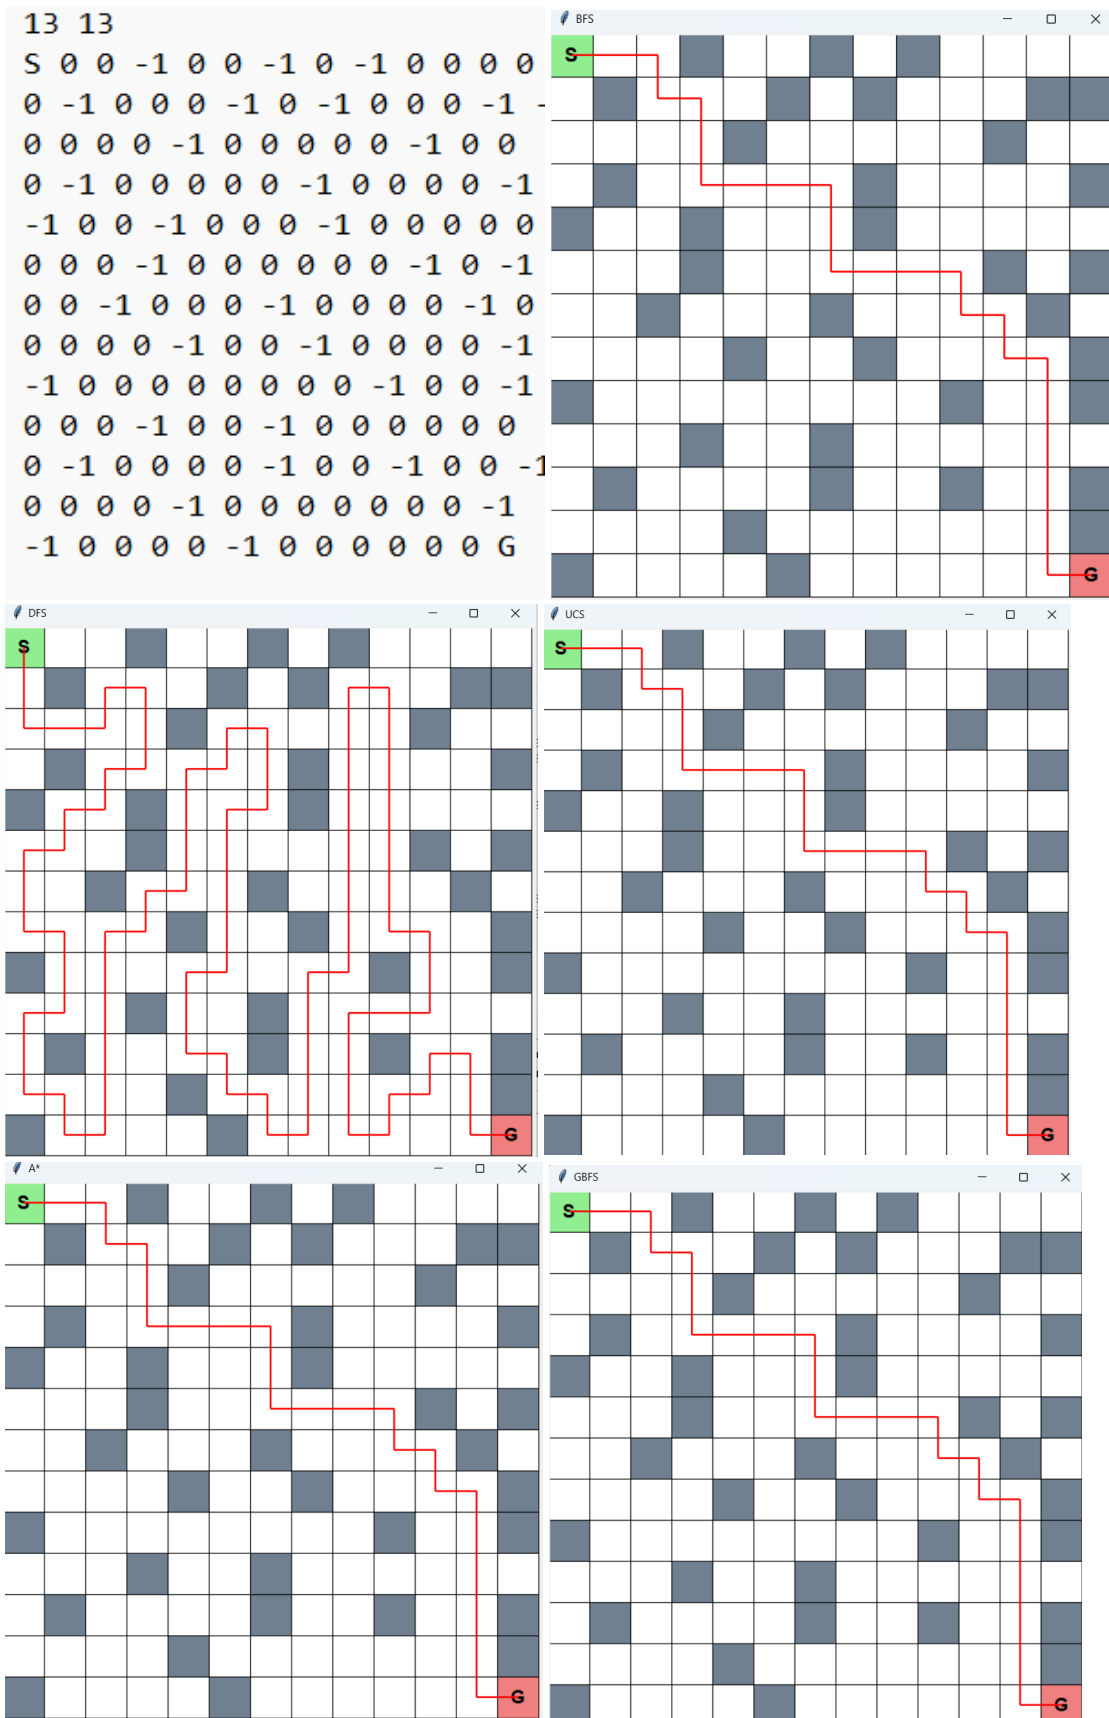 13 13
S 0 0 -1 0 0 -1 0 -1 0 0 0 0
0 -1 0 0 0 -1 0 -1 0 0 0 -1 -
0 0 0 0 -1 0 0 0 0 0 -1 0 0
0 -1 0 0 0 0 0 -1 0 0 0 0 -1
-1 0 0 -1 0 0 0 -1 0 0 0 0 0
0 0 0 -1 0 0 0 0 0 0 -1 0 -1
0 0 -1 0 0 0 -1 0 0 0 0 -1 0
0 0 0 0 -1 0 0 -1 0 0 0 0 -1
-1 0 0 0 0 0 0 0 0 -1 0 0 -1
0 0 0 -1 0 0 -1 0 0 0 0 0 0
0 -1 0 0 0 0 -1 0 0 -1 0 0 -1
0 0 0 0 -1 0 0 0 0 0 0 0 -1
-1 0 0 0 0 -1 0 0 0 0 0 0 G
BFS
S
G
DFS
S
G
UCS
S
G
A*
S
G
GBFS
S
G